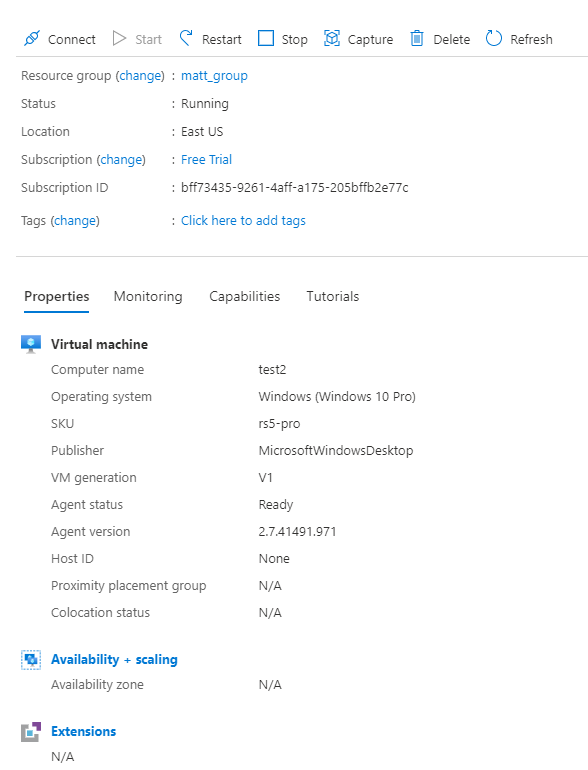 Connect Start Restart Stop Capture Delete Refresh
Resource group (change) : matt_group
Status : Running
Location : East US
Subscription (change) : Free Trial
Subscription ID : bff73435-9261-4aff-a175-205bffb2e77c
Tags (change) : Click here to add tags
Properties Monitoring Capabilities Tutorials
Virtual machine
Computer name test2
Operating system Windows (Windows 10 Pro)
SKU rs5-pro
Publisher MicrosoftWindowsDesktop
VM generation V1
Agent status Ready
Agent version 2.7.41491.971
Host ID None
Proximity placement group N/A
Colocation status N/A
Availability + scaling
Availability zone N/A
Extensions
N/A